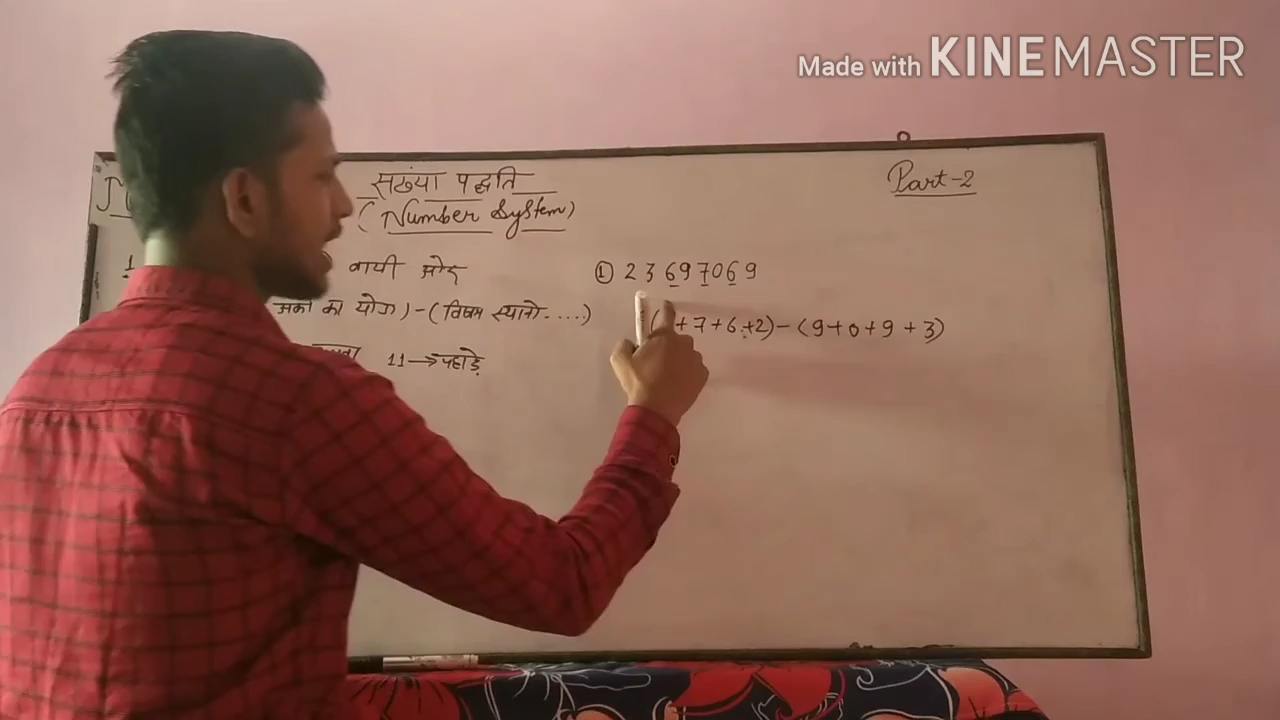 Made with KINEMASTER
संख्या पद्धति
Part-2
(Number System)
बायी ओर
① 23697069
अंको का योग) - (विषम स्थानो.....)
+7+6+2) - (9+0+9+3)
11 → पहाड़े